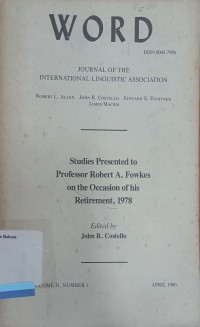 WORD
ISSN 0043-7956
JOURNAL OF THE
INTERNATIONAL LINGUISTIC ASSOCIATION
ROBERT L. ALLEN JOHN R. COSTELLO EDWARD G. FICHTNER
JAMES MACRIS
Studies Presented to
Professor Robert A. Fowkes
on the Occasion of his
Retirement, 1978
Edited by
John R. Costello
VOLUME 31, NUMBER 1
APRIL, 1980